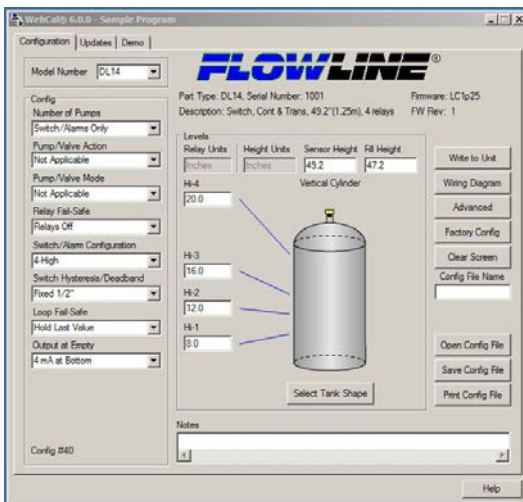 WebCal® 6.0.0 - Sample Program
Configuration Updates Demo
Model Number DL14
FLOWLINE®
Part Type: DL14, Serial Number: 1001 Firmware: LC1p25
Description: Switch, Cont & Trans, 49.2"(1.25m), 4 relays FW Rev: 1
Config
Number of Pumps
Switch/Alarms Only
Pump/Valve Action
Not Applicable
Pump/Valve Mode
Not Applicable
Relay Fail-Safe
Relays Off
Switch/Alarm Configuration
4-High
Switch Hysteresis/Deadband
Fixed 1/2"
Loop Fail-Safe
Hold Last Value
Output at Empty
4 mA at Bottom
Config #40
Levels
Relay Units Height Units Sensor Height Fill Height
Inches Inches 49.2 47.2
Vertical Cylinder
Hi-4
20.0
Hi-3
16.0
Hi-2
12.0
Hi-1
8.0
Select Tank Shape
Notes
Write to Unit
Wiring Diagram
Advanced
Factory Config
Clear Screen
Config File Name
Open Config File
Save Config File
Print Config File
Help